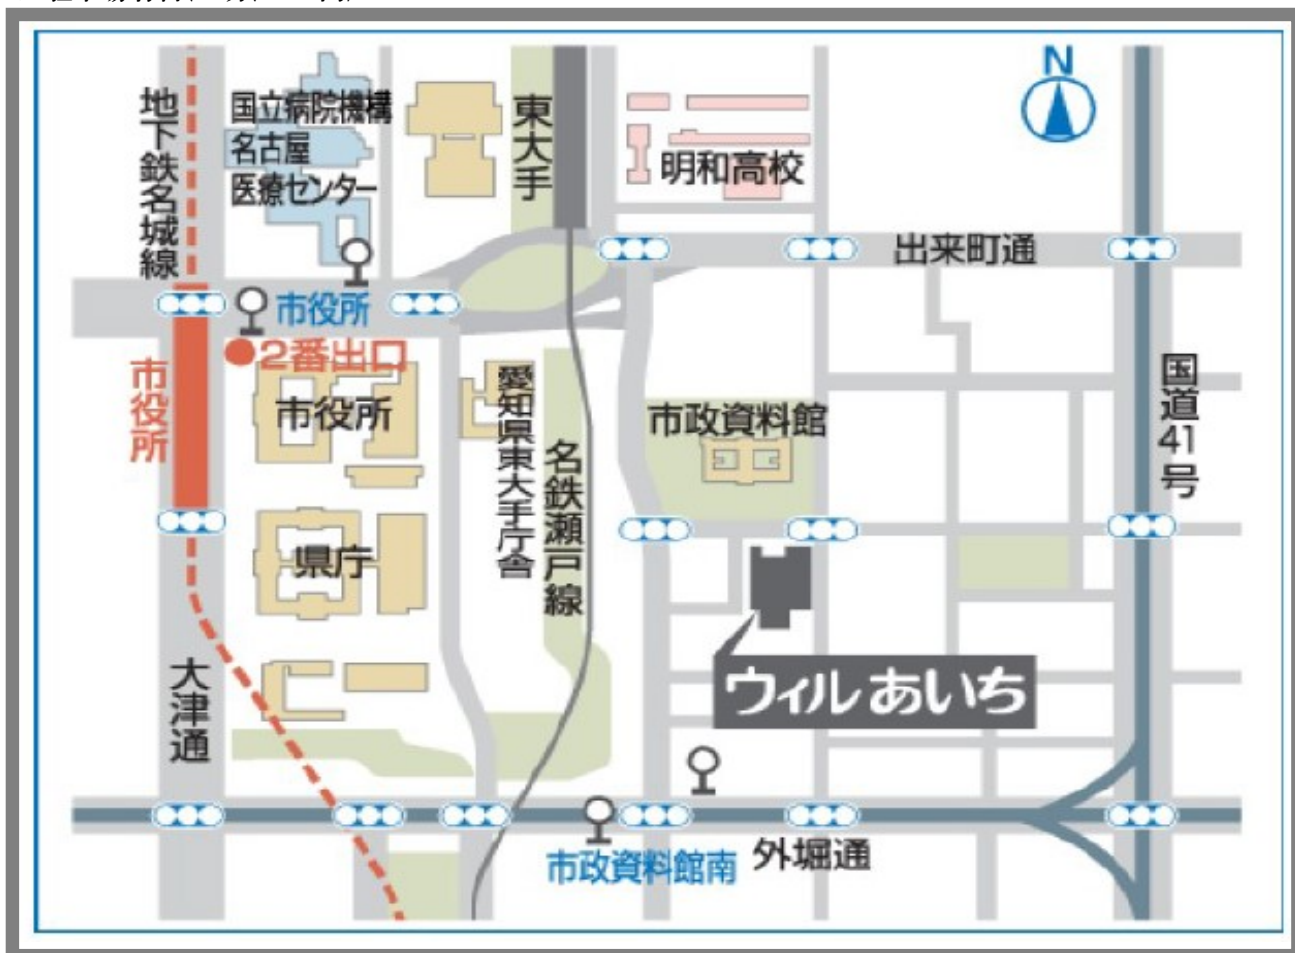 N
地下鉄名城線
国立病院機構
名古屋
医療センター
東大手
明和高校
出来町通
市役所
2番出口
市役所
市役所
愛知県東大手庁舎
名鉄瀬戸線
市政資料館
国道41号
県庁
大津通
ウィルあいち
市政資料館南
外堀通